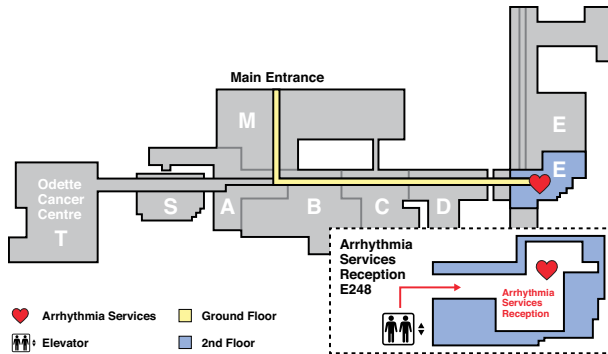 Main Entrance
M
E
E
Odette
Cancer
Centre
T
S
A
B
C
D
Arrhythmia
Services
Reception
E248
Arrhythmia
Services
Reception
Arrhythmia Services
Ground Floor
Elevator
2nd Floor